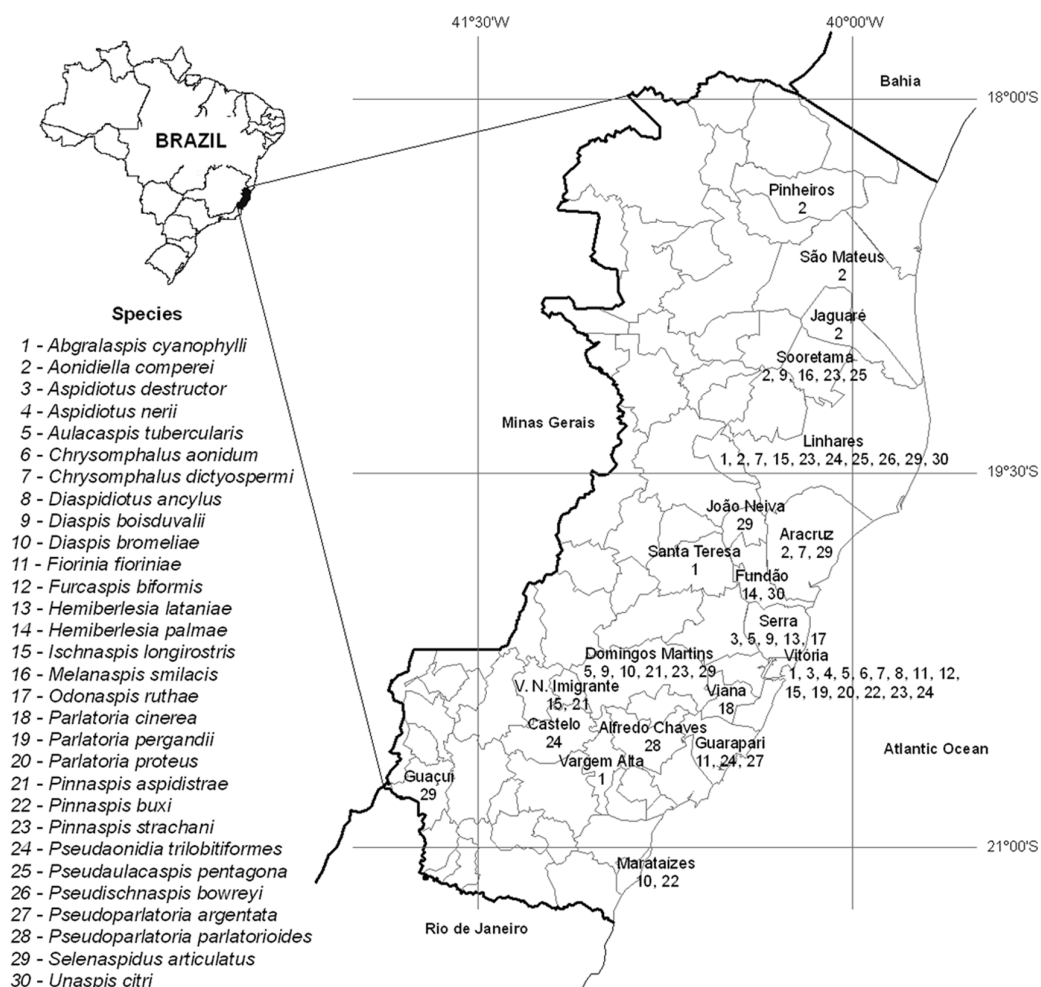 41°30'W
40°00'W
Bahia
18°00'S
BRAZIL
Pinheiros
2
São Mateus
2
Jaguaré
2
Sooretama
2, 9, 16, 23, 25
Minas Gerais
Linhares
1, 2, 7, 15, 23, 24, 25, 26, 29, 30
19°30'S
João Neiva
29
Aracruz
2, 7, 29
Santa Teresa
1
Fundão
14, 30
Serra
3, 5, 9, 13, 17
Vitória
1, 3, 4, 5, 6, 7, 8, 11, 12,
15, 19, 20, 22, 23, 24
Domingos Martins
5, 9, 10, 21, 23, 29
V. N. Imigrante
15, 21
Viana
18
Castelo
24
Alfredo Chaves
28
Guarapari
11, 24, 27
Vargem Alta
1
Guaçuí
29
Atlantic Ocean
21°00'S
Marataizes
10, 22
Rio de Janeiro
Species
1 - Abgralaspis cyanophylli
2 - Aonidiella comperei
3 - Aspidiotus destructor
4 - Aspidiotus nerii
5 - Aulacaspis tubercularis
6 - Chrysomphalus aonidum
7 - Chrysomphalus dictyospermi
8 - Diaspidiotus ancylus
9 - Diaspis boisduvalii
10 - Diaspis bromeliae
11 - Fiorinia fioriniae
12 - Furcaspis biformis
13 - Hemiberlesia lataniae
14 - Hemiberlesia palmae
15 - Ischnaspis longirostris
16 - Melanaspis smilacis
17 - Odonaspis ruthae
18 - Parlatoria cinerea
19 - Parlatoria pergandii
20 - Parlatoria proteus
21 - Pinnaspis aspidistrae
22 - Pinnaspis buxi
23 - Pinnaspis strachani
24 - Pseudaonidia trilobitiformes
25 - Pseudaulacaspis pentagona
26 - Pseudischnaspis bowreyi
27 - Pseudoparlatoria argentata
28 - Pseudoparlatoria parlatorioides
29 - Selenaspidus articulatus
30 - Unaspis citri